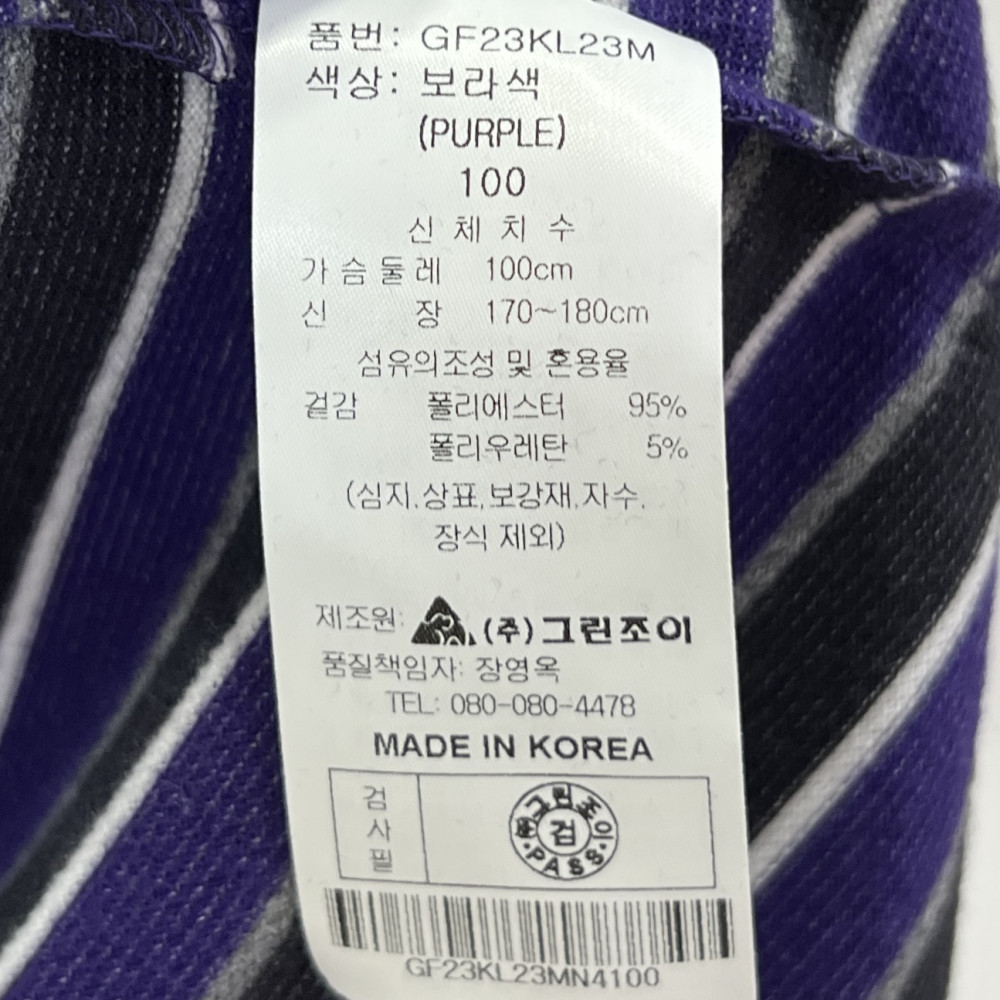 품번: GF23KL23M
색상: 보라색
(PURPLE)
100
신체치수
가슴둘레 100cm
신장 170~180cm
섬유의조성 및 혼용율
겉감 폴리에스터 95%
폴리우레탄 5%
(심지.상표,보강재,자수.
장식 제외)
제조원: (주)그린조이
품질책임자: 장영옥
TEL: 080-080-4478
MADE IN KOREA
검사필
㈜그린조이
검
PASS
GF23KL23MN4100